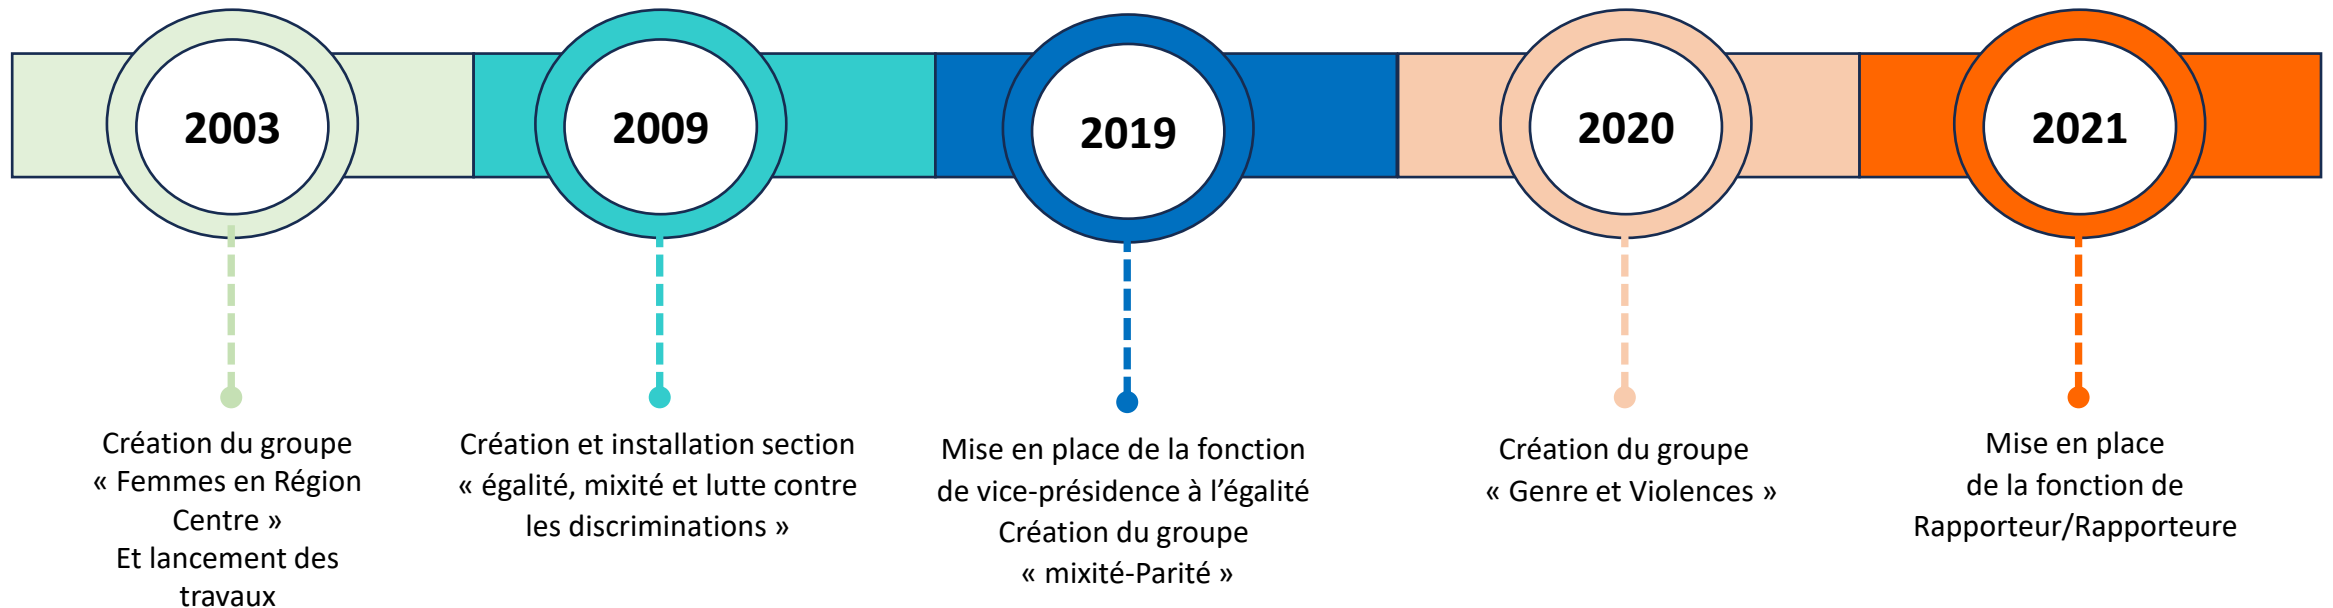 2003
2009
2019
2020
2021
Création du groupe
« Femmes en Région
Centre »
Et lancement des
travaux
Création et installation section
« égalité, mixité et lutte contre
les discriminations »
Mise en place de la fonction
de vice-présidence à l’égalité
Création du groupe
« mixité-Parité »
Création du groupe
« Genre et Violences »
Mise en place
de la fonction de
Rapporteur/Rapporteure